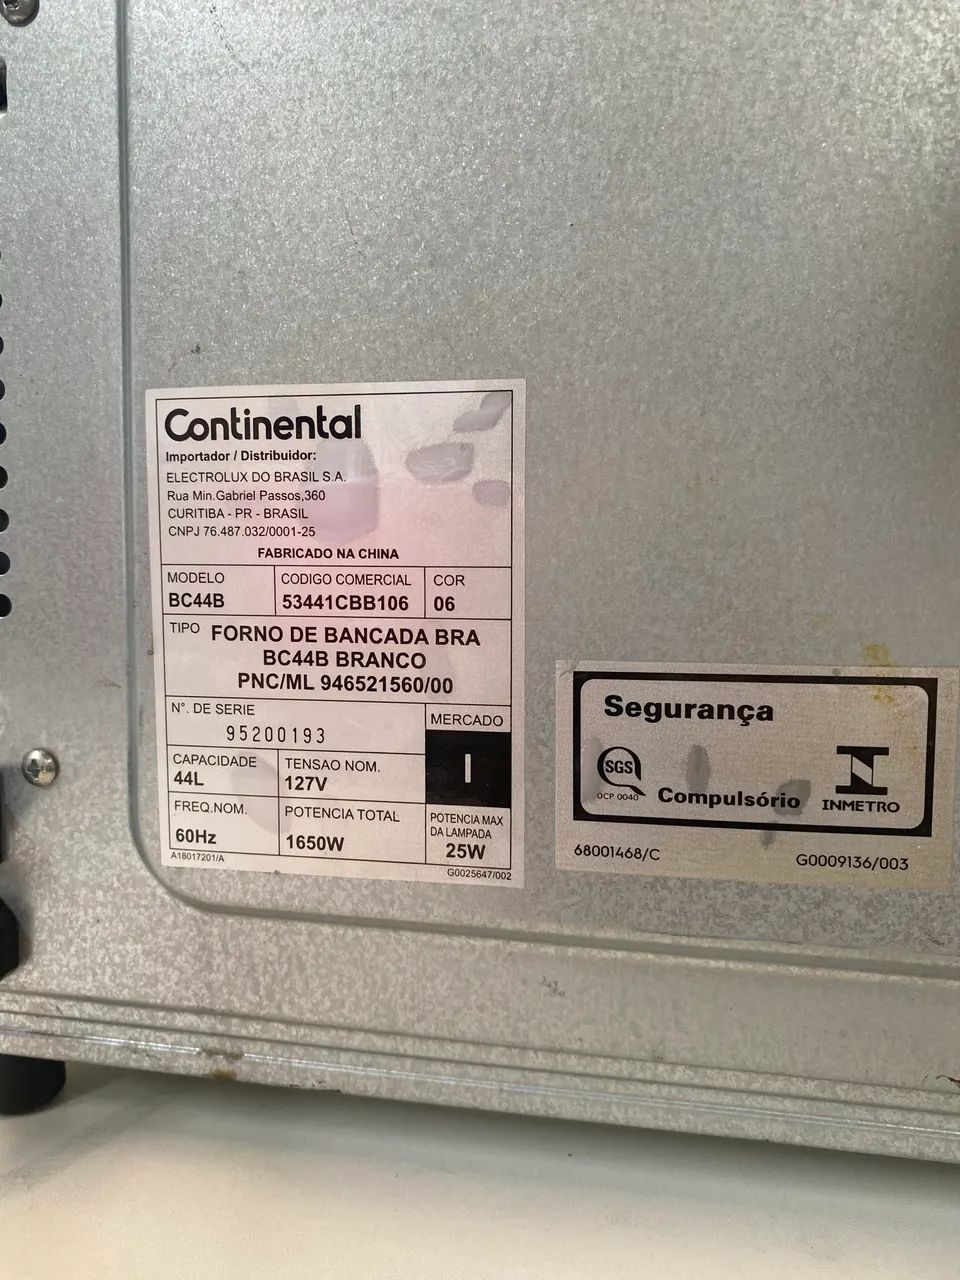 Continental
Importador / Distribuidor:
ELECTROLUX DO BRASIL S.A.
Rua Min.Gabriel Passos,360
CURITIBA - PR - BRASIL
CNPJ 76.487.032/0001-25
FABRICADO NA CHINA
MODELO
BC44B
CODIGO COMERCIAL
53441CBB106
COR
06
TIPO FORNO DE BANCADA BRA
BC44B BRANCO
PNC/ML 946521560/00
N°. DE SERIE
95200193
MERCADO
I
CAPACIDADE
44L
TENSAO NOM.
127V
FREQ.NOM.
60Hz
POTENCIA TOTAL
1650W
POTENCIA MAX
DA LAMPADA
25W
A18017201/A
G0025647/002
Segurança
SGS
OCP 0040
Compulsório
INMETRO
68001468/C
G0009136/003